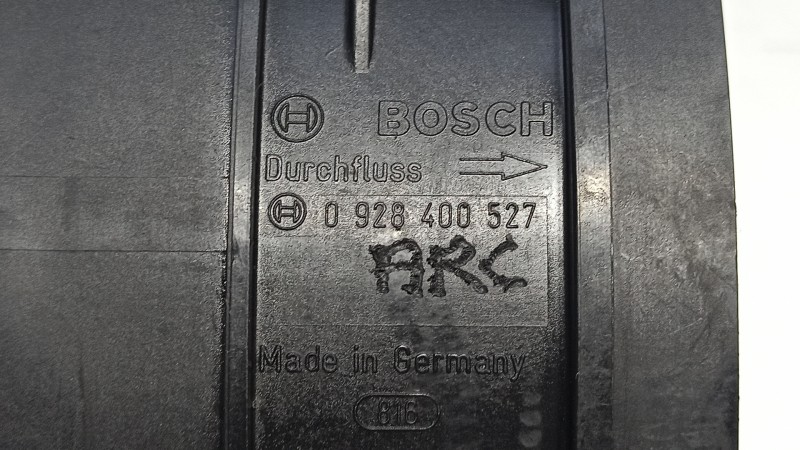 BOSCH
Durchfluss
0 928 400 527
ARC
Made in Germany
616